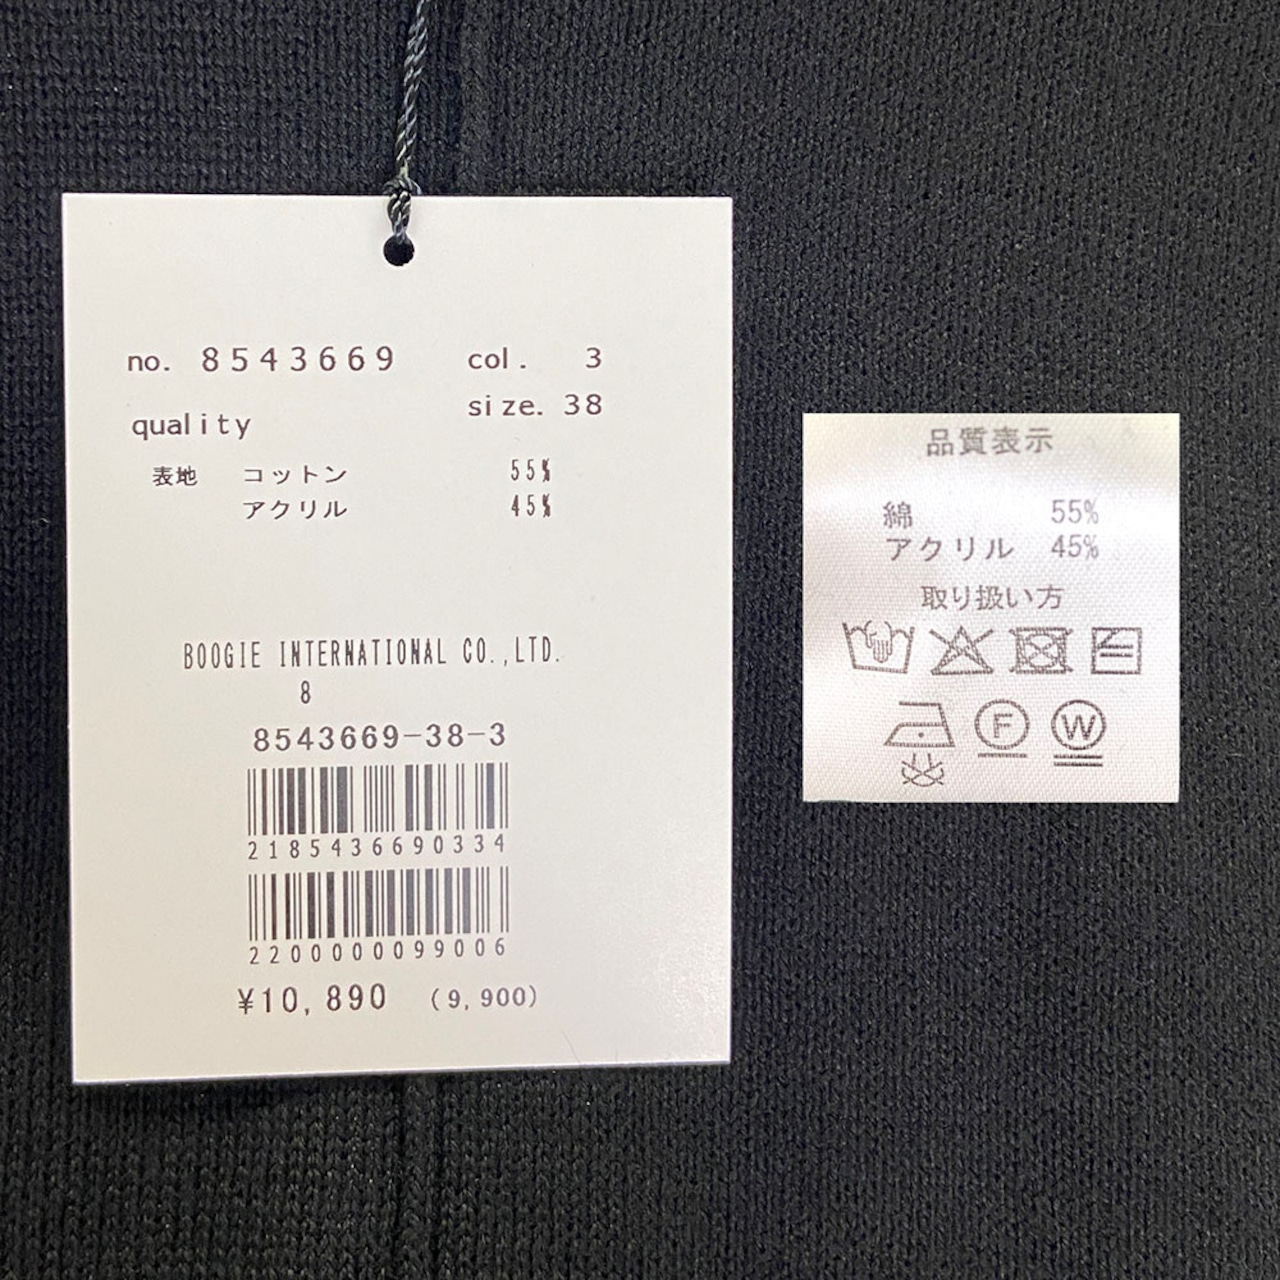 no. 8543669 col. 3
size. 38
quality
表地 コットン 55%
アクリル 45%
BOOGIE INTERNATIONAL CO.,LTD.
8
8543669-38-3
2185436690334
2200000099006
¥10,890 (9,900)
品質表示
綿 55%
アクリル 45%
取り扱い方
F W